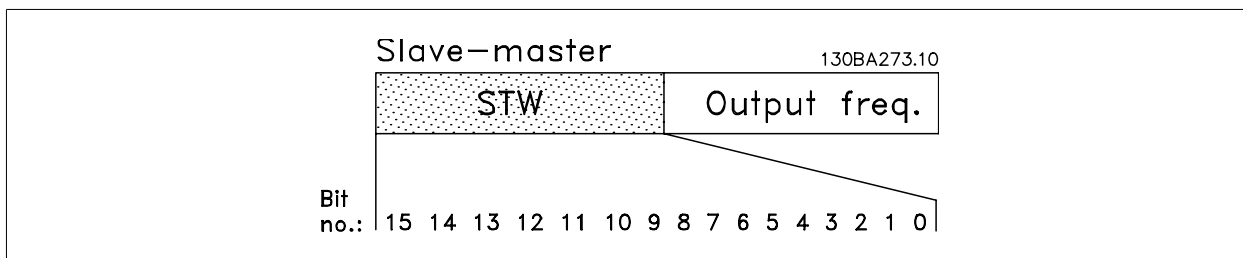 Slave-master 130BA273.10
STW Output freq.
Bit
no.: 15 14 13 12 11 10 9 8 7 6 5 4 3 2 1 0